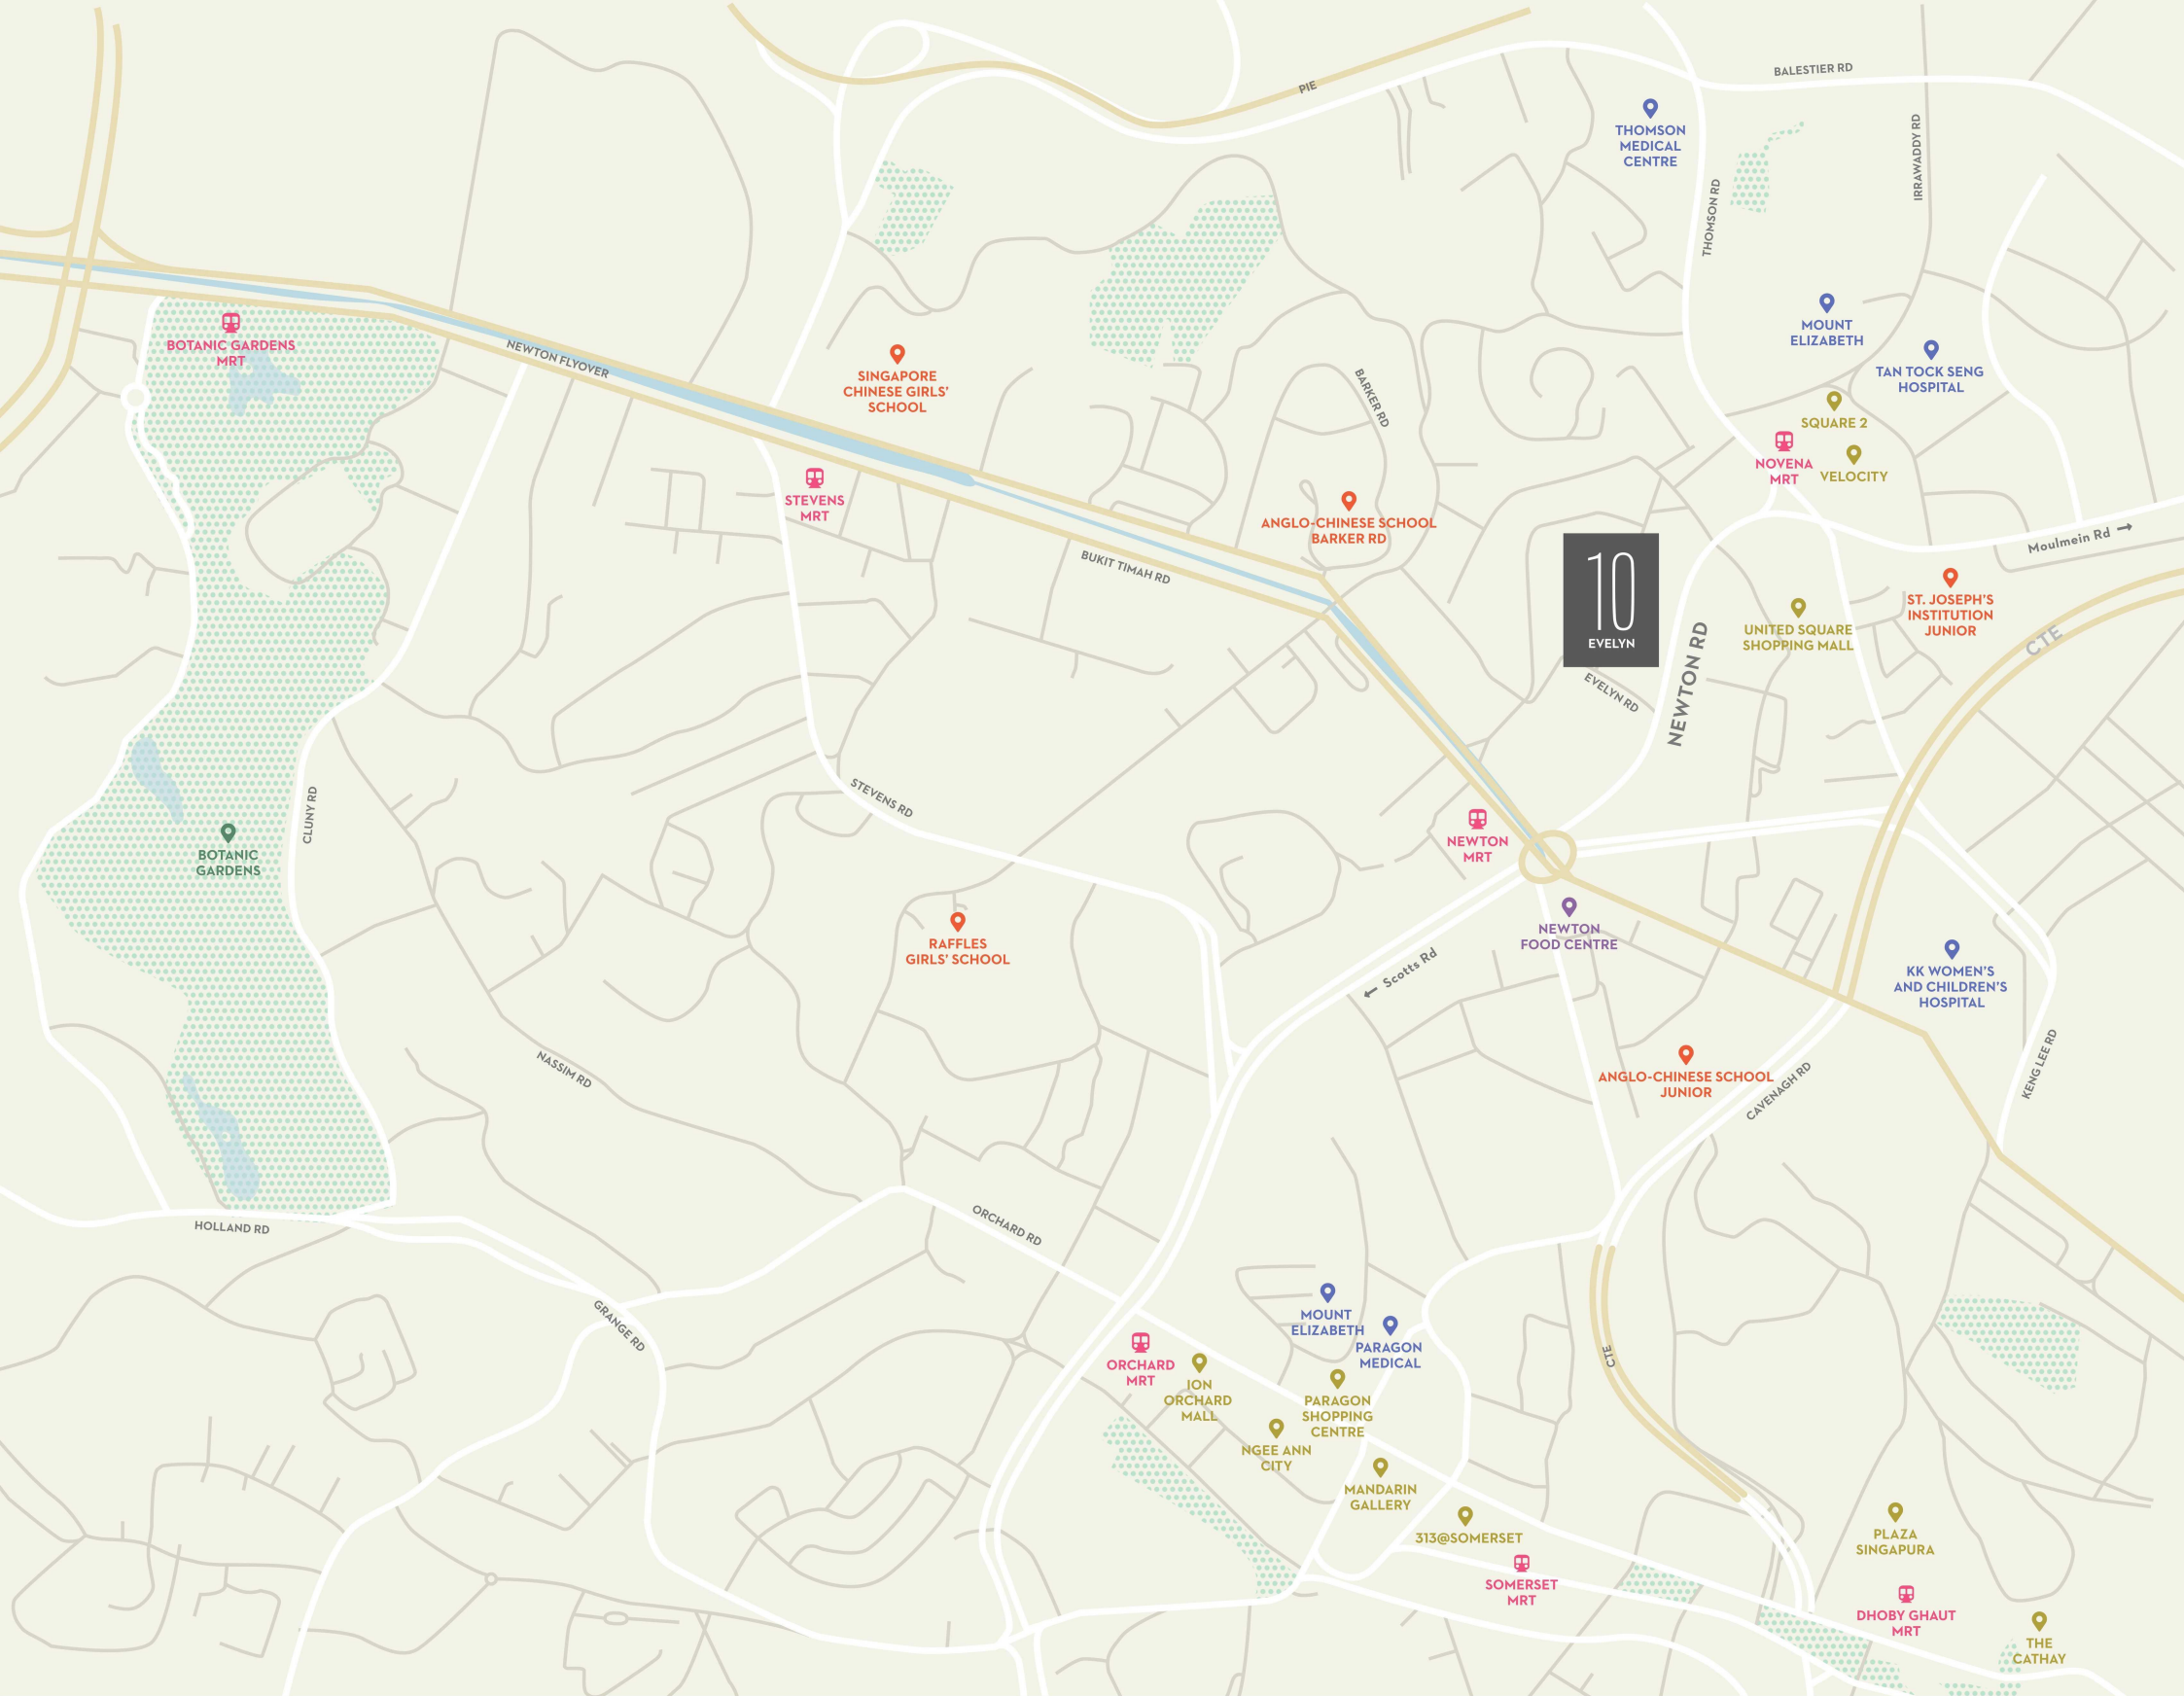 PIE
BALESTIER RD
THOMSON
MEDICAL
CENTRE
IRRAWADDY RD
THOMSON RD
BOTANIC GARDENS
MRT
NEWTON FLYOVER
SINGAPORE
CHINESE GIRLS'
SCHOOL
BARKER RD
MOUNT
ELIZABETH
TAN TOCK SENG
HOSPITAL
SQUARE 2
NOVENA
MRT
VELOCITY
STEVENS
MRT
ANGLO-CHINESE SCHOOL
BARKER RD
BUKIT TIMAH RD
Moulmein Rd →
10
EVELYN
ST. JOSEPH'S
INSTITUTION
JUNIOR
UNITED SQUARE
SHOPPING MALL
CTE
EVELYN RD
NEWTON RD
CLUNY RD
STEVENS RD
BOTANIC
GARDENS
NEWTON
MRT
RAFFLES
GIRLS' SCHOOL
NEWTON
FOOD CENTRE
← Scotts Rd
KK WOMEN'S
AND CHILDREN'S
HOSPITAL
NASSIM RD
ANGLO-CHINESE SCHOOL
JUNIOR
CAVENAGH RD
KENG LEE RD
HOLLAND RD
ORCHARD RD
GRANGE RD
MOUNT
ELIZABETH
PARAGON
MEDICAL
CTE
ORCHARD
MRT
ION
ORCHARD
MALL
PARAGON
SHOPPING
CENTRE
NGEE ANN
CITY
MANDARIN
GALLERY
313@SOMERSET
SOMERSET
MRT
PLAZA
SINGAPURA
DHOBY GHAUT
MRT
THE
CATHAY